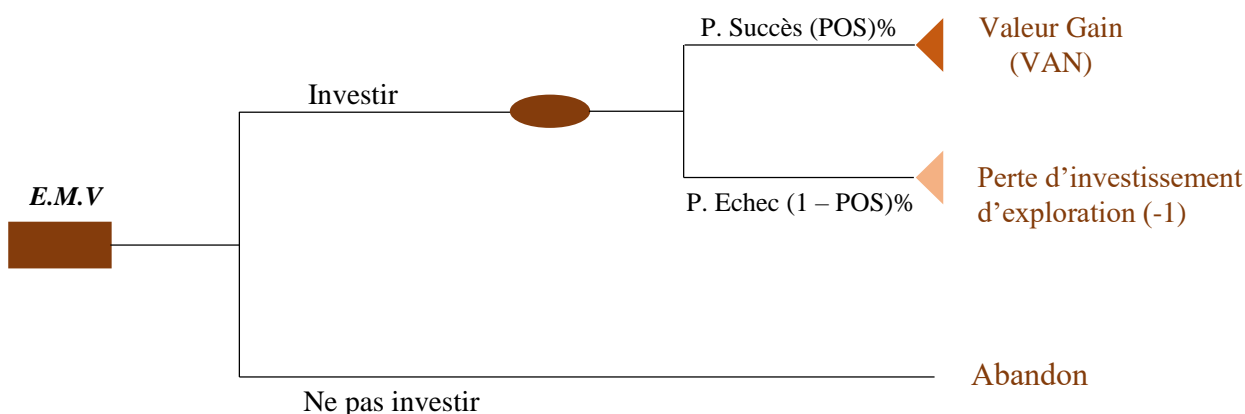 P. Succès (POS)%
Valeur Gain
(VAN)
Investir
E.M.V
P. Echec (1 – POS)%
Perte d’investissement
d’exploration (-1)
Abandon
Ne pas investir